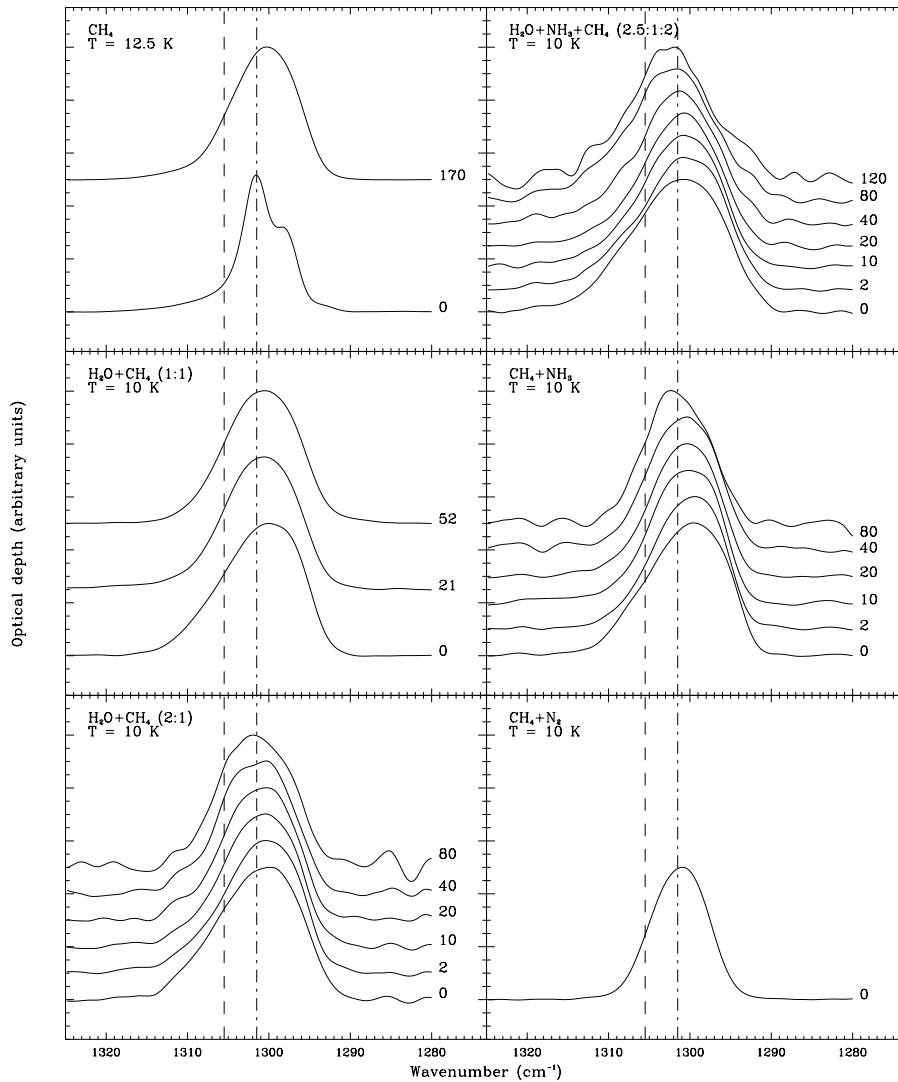 CH₄
T = 12.5 K
170
0
H₂O+NH₃+CH₄ (2.5:1:2)
T = 10 K
120
80
40
20
10
2
0
H₂O+CH₄ (1:1)
T = 10 K
52
21
0
CH₄+NH₃
T = 10 K
80
40
20
10
2
0
H₂O+CH₄ (2:1)
T = 10 K
80
40
20
10
2
0
CH₄+N₂
T = 10 K
0
Optical depth (arbitrary units)
1320 1310 1300 1290 1280 1320 1310 1300 1290 1280
Wavenumber (cm⁻¹)